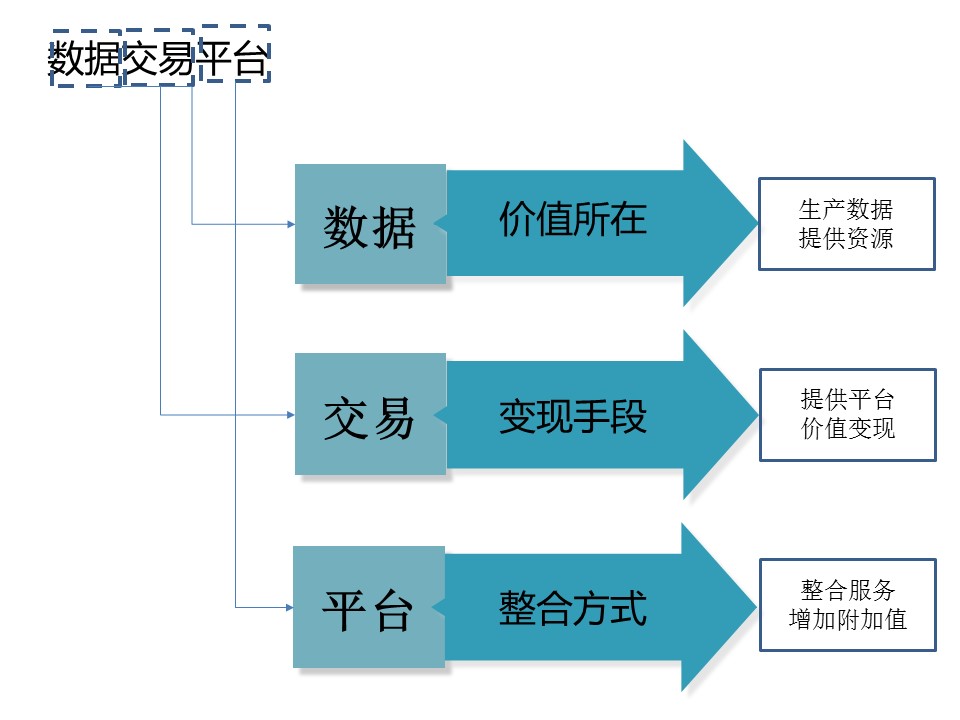 数据交易平台
数据
价值所在
生产数据
提供资源
交易
变现手段
提供平台
价值变现
平台
整合方式
整合服务
增加附加值